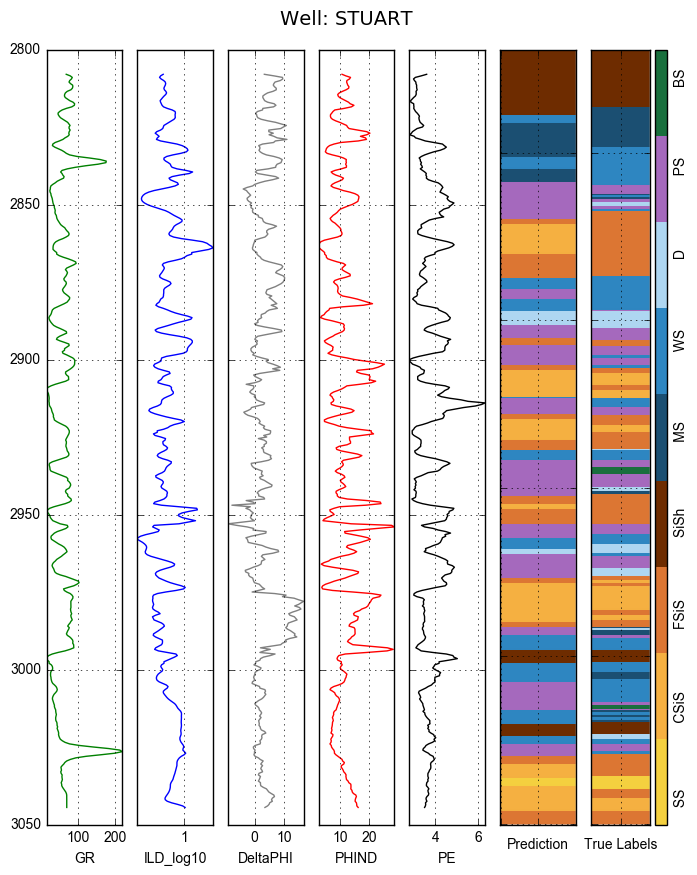 Well: STUART
2800
2850
2900
2950
3000
3050
100 200
1
0 10
10 20
4 6
GR
ILD_log10
DeltaPHI
PHIND
PE
Prediction
True Labels
BS
PS
D
WS
MS
SiSh
FSiS
CSiS
SS